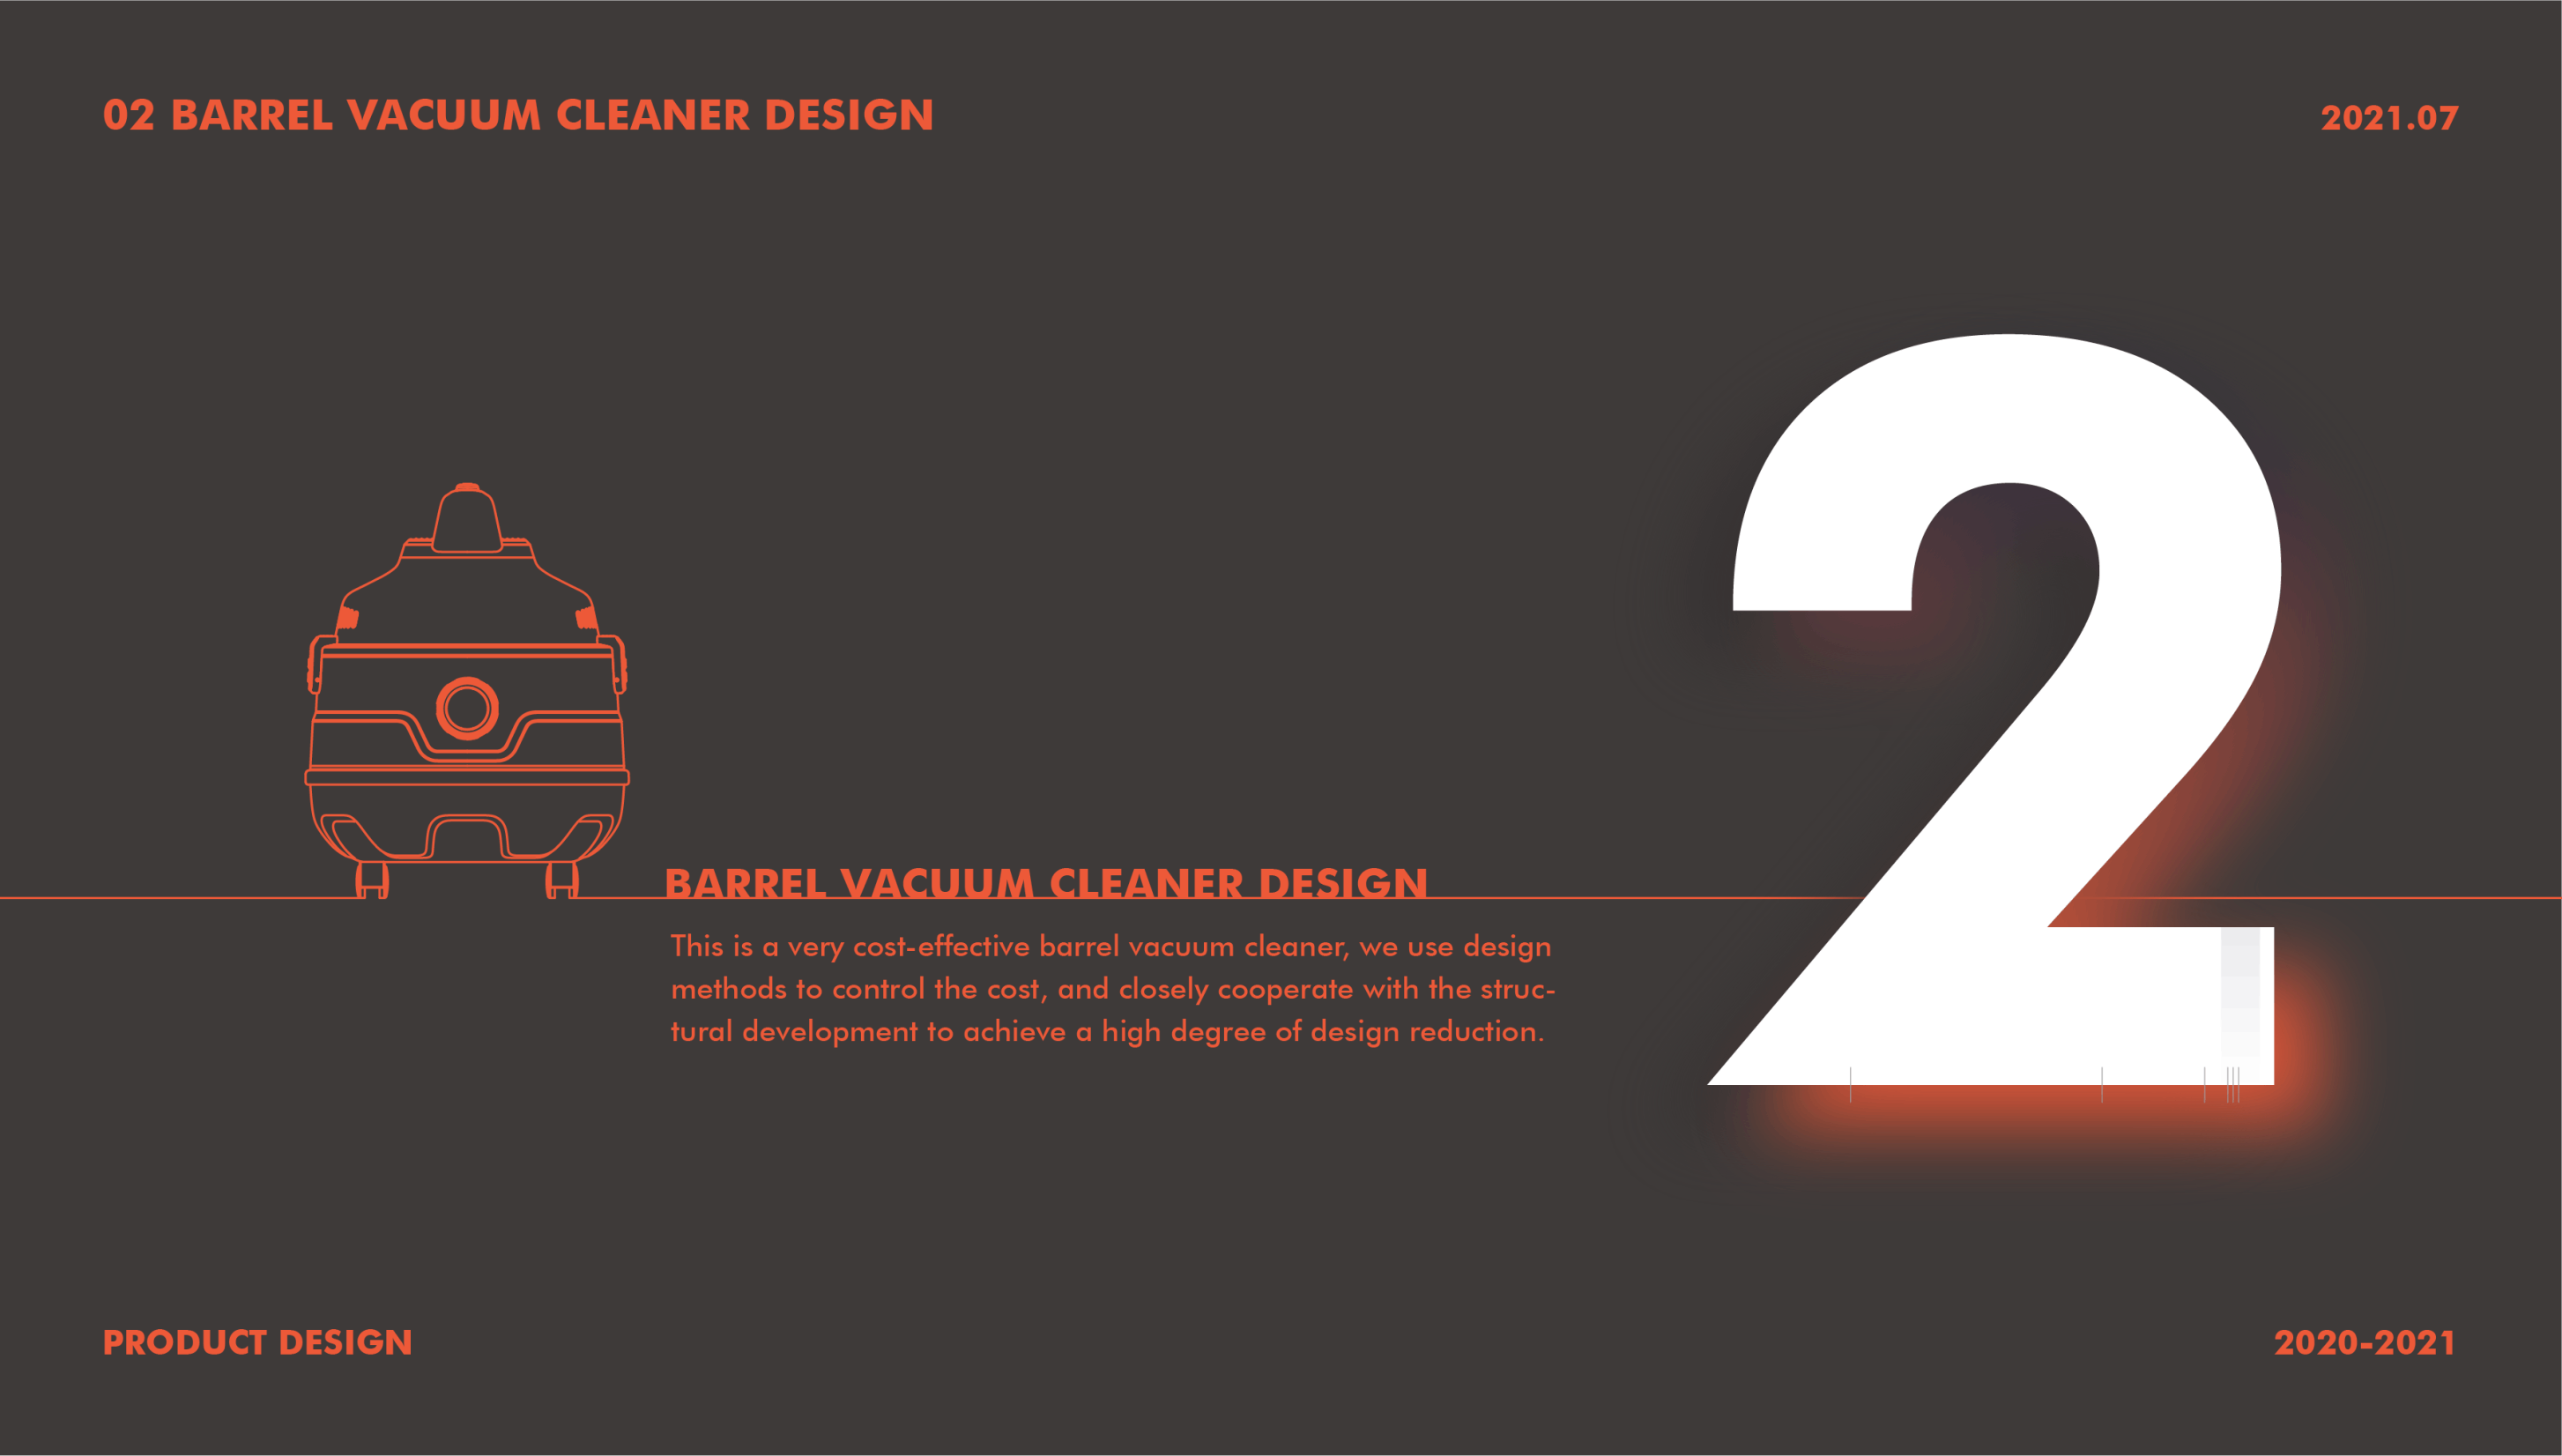 02 BARREL VACUUM CLEANER DESIGN
2021.07
2
BARREL VACUUM CLEANER DESIGN
This is a very cost-effective barrel vacuum cleaner, we use design
methods to control the cost, and closely cooperate with the struc-
tural development to achieve a high degree of design reduction.
PRODUCT DESIGN
2020-2021